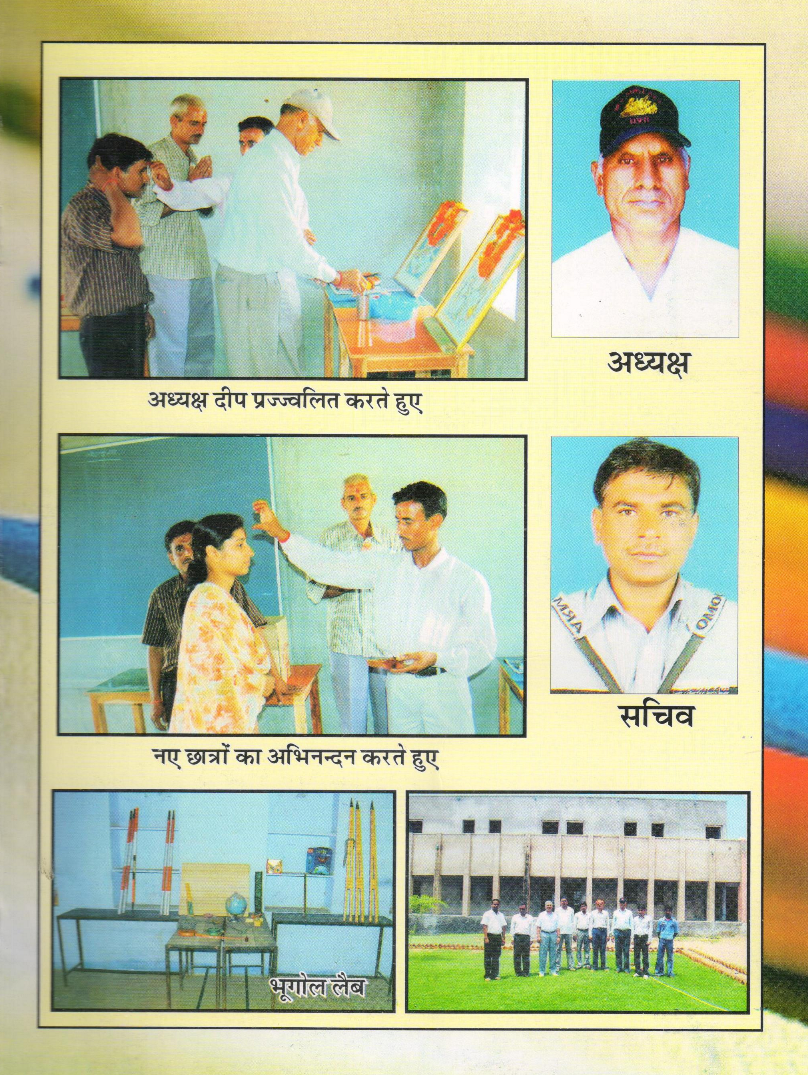 अध्यक्ष
अध्यक्ष दीप प्रज्ज्वलित करते हुए
सचिव
नए छात्रों का अभिनन्दन करते हुए
भूगोल लैब